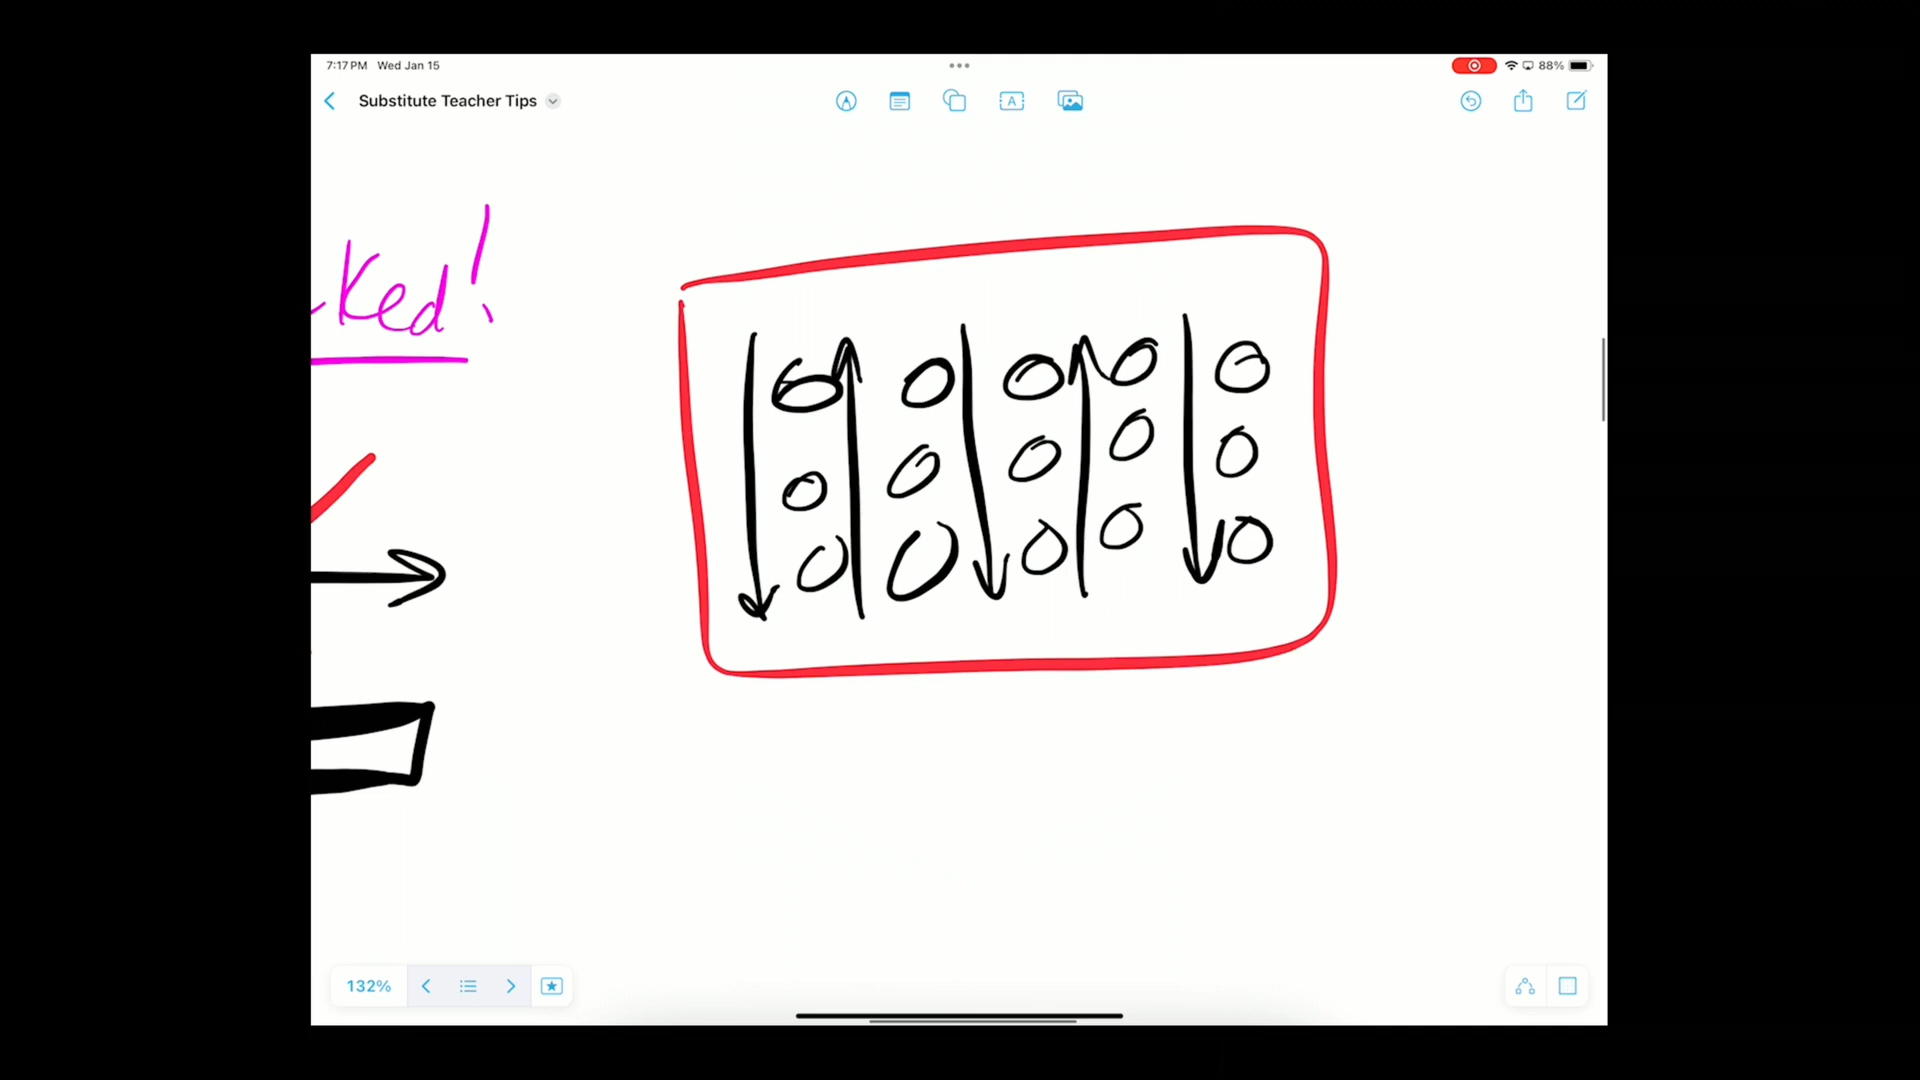 7:17 PM Wed Jan 15
88%
Substitute Teacher Tips
A
ked!
132%